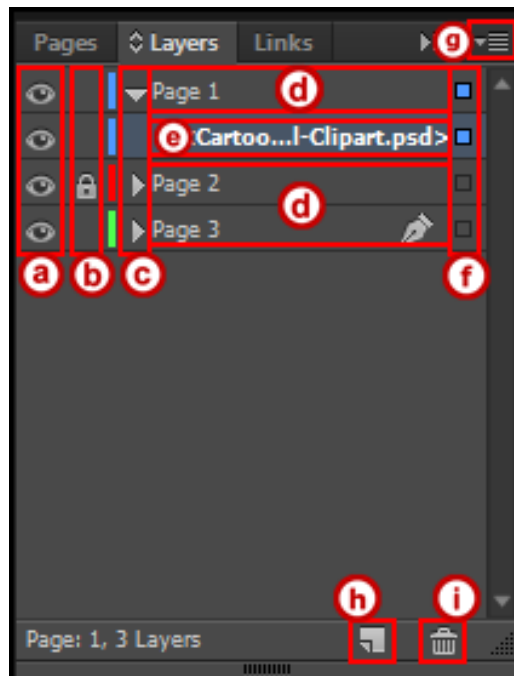 Pages Layers Links g
Page 1 d
e Cartoo...l-Clipart.psd>
Page 2
d
Page 3
a b c f
h i
Page: 1, 3 Layers